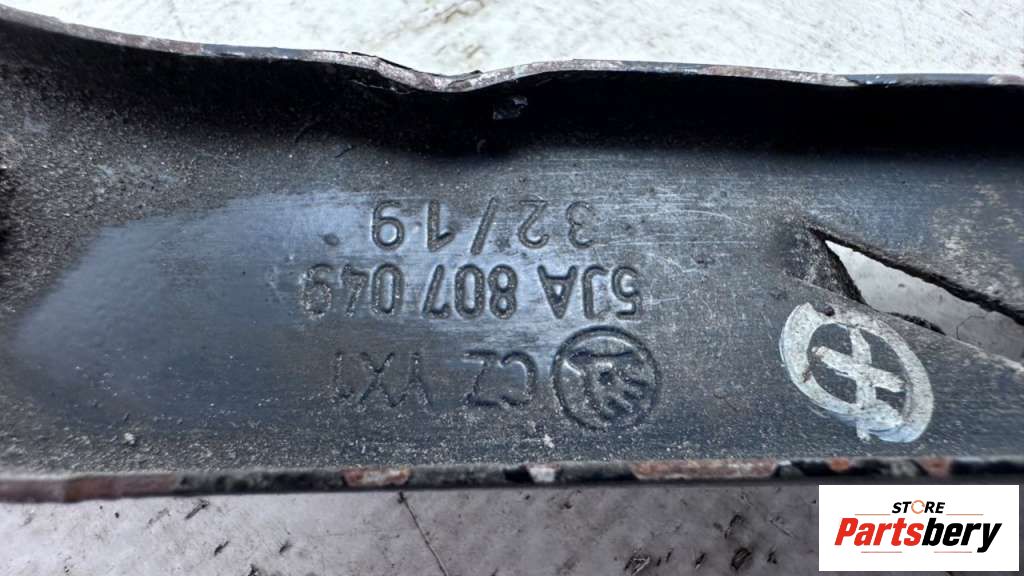 CZ YX1
5JA 807 049
32/19
STORE
Partsbery